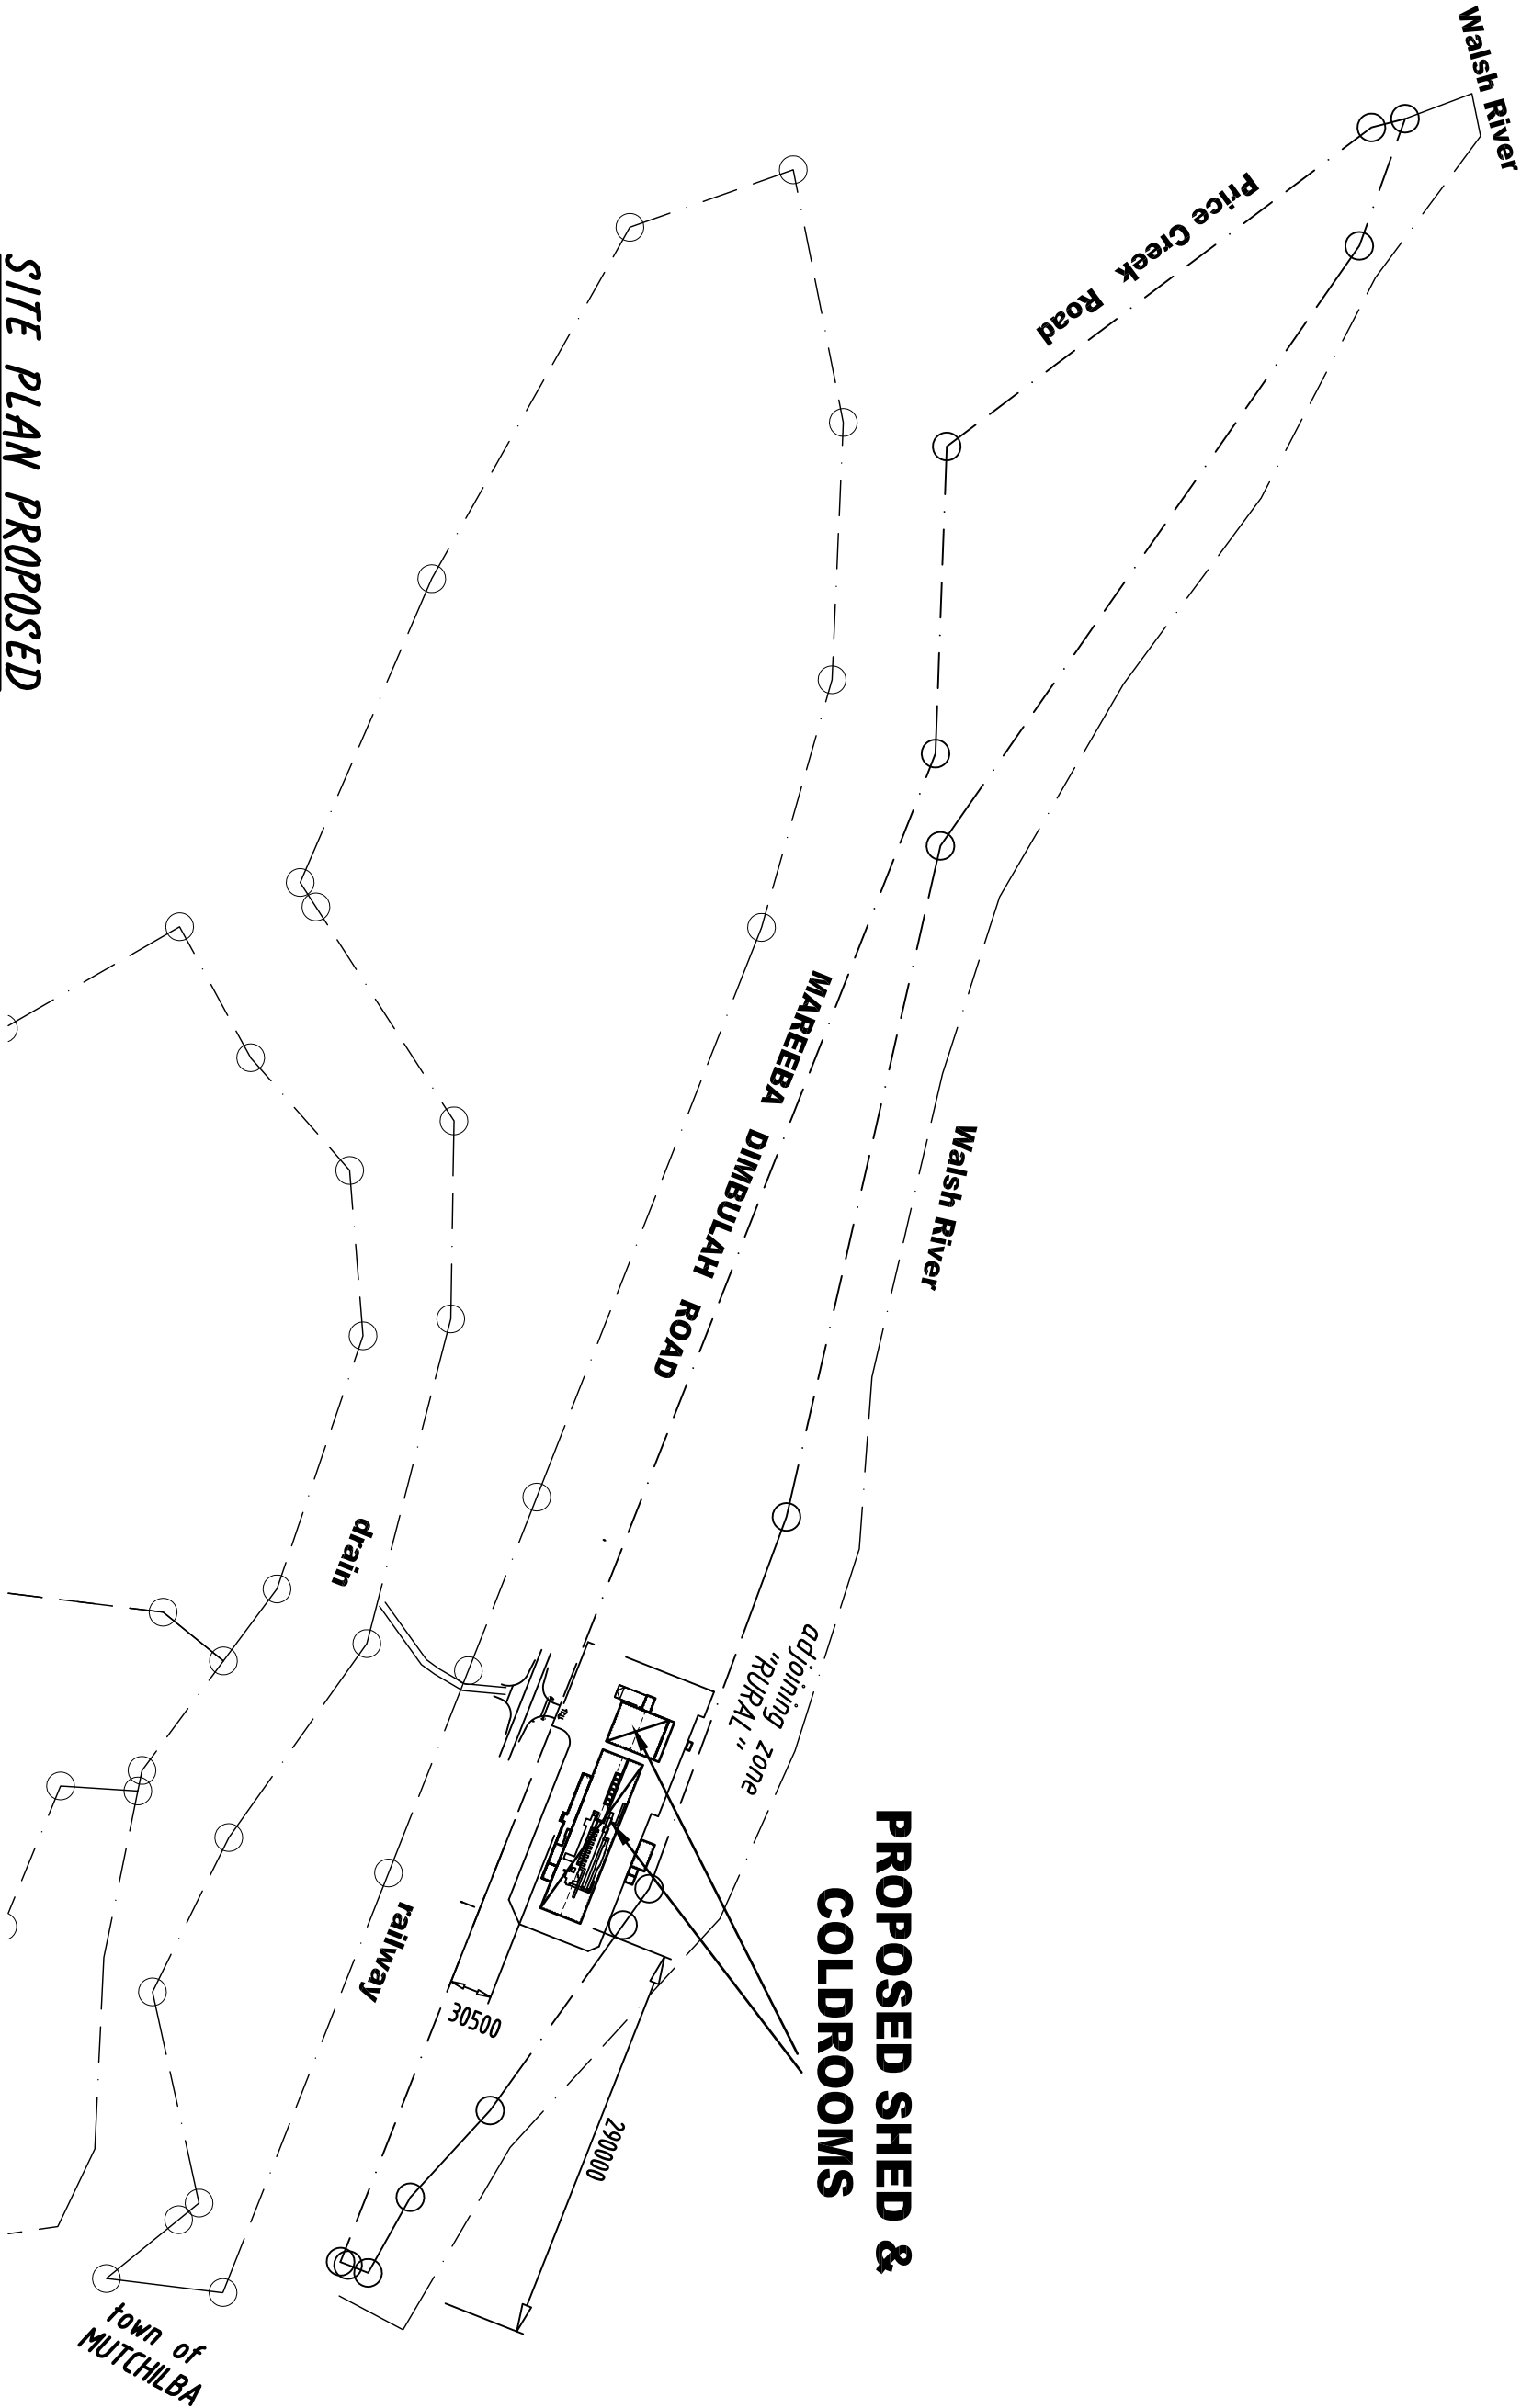 Walsh River
Price Creek Road
SITE PLAN PROPOSED
MAREEBA DIMBULAH ROAD
Walsh River
drain
adjoining zone
"RURAL"
PROPOSED SHED &
COLDROOMS
railway
30500
290000
town of
MUTCHILBA